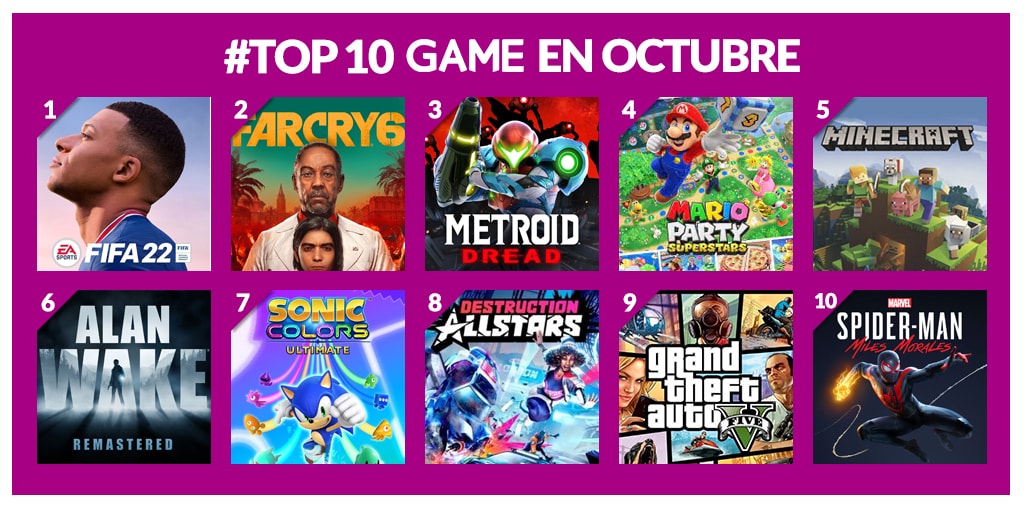 #TOP 10 GAME EN OCTUBRE
1
EA
SPORTS
FIFA 22
FIFA
2
FARCRY6
3
METROID
DREAD
4
MARIO
PARTY
SUPERSTARS
5
MINECRAFT
6
ALAN
WAKE
REMASTERED
7
SONIC
COLORS
ULTIMATE
8
DESTRUCTION
ALLSTARS
9
grand
theft
auto
V
FIVE
10
MARVEL
SPIDER-MAN
MILES MORALES